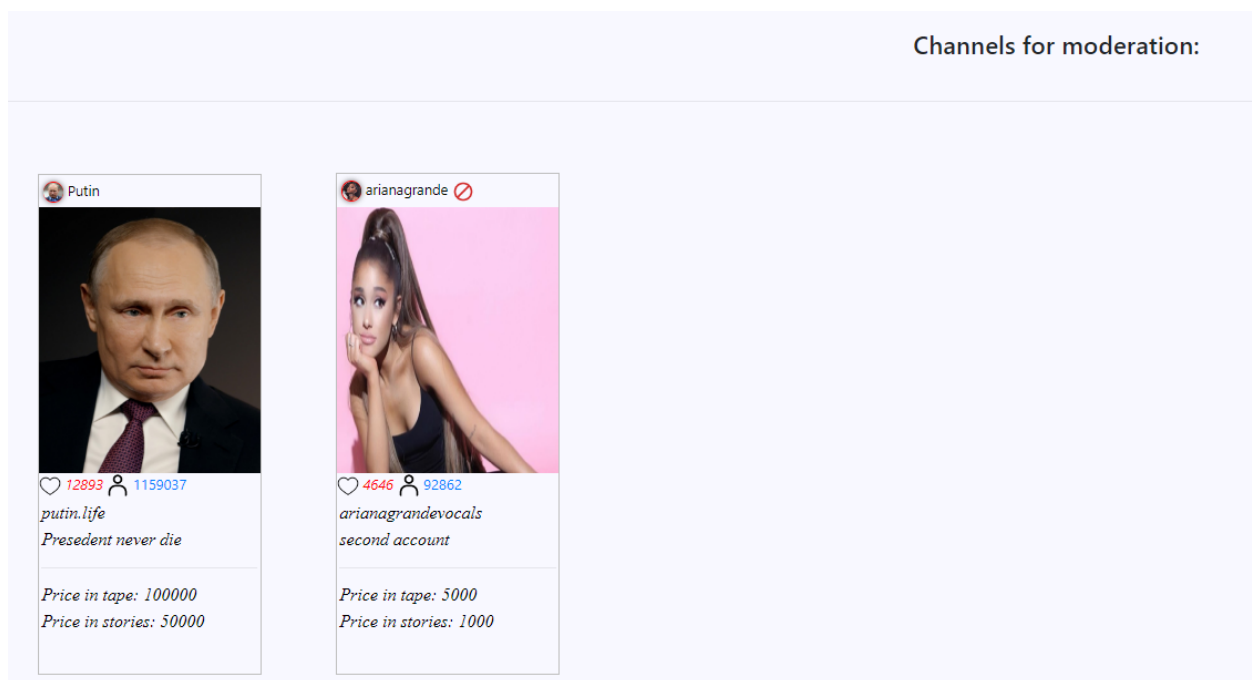 Channels for moderation:
Putin
12893 1159037
putin.life
Presedent never die
Price in tape: 100000
Price in stories: 50000
arianagrande
4646 92862
arianagrandevocals
second account
Price in tape: 5000
Price in stories: 1000